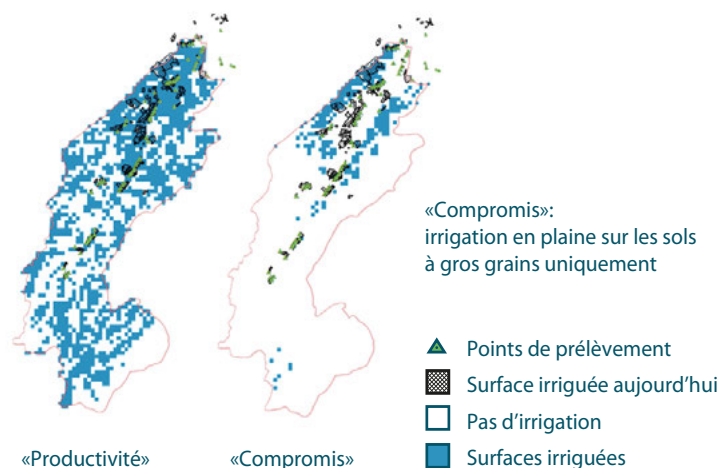 «Compromis»:
irrigation en plaine sur les sols
à gros grains uniquement
Points de prélèvement
Surface irriguée aujourd’hui
Pas d’irrigation
Surfaces irriguées
«Productivité»
«Compromis»